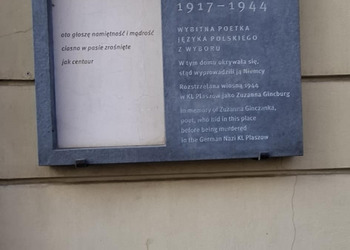 1917–1944
oto głoszę namiętność i mądrość
ciasno w pasie zrośnięte
jak centaur
WYBITNA POETKA
JĘZYKA POLSKIEGO
Z WYBORU
W tym domu ukrywała się,
stąd wyprowadzili ją Niemcy
Rozstrzelana wiosną 1944
w KL Plaszow jako Zuzanna Gincburg
In memory of Zuzanna Ginczanka,
poet, who hid in this place
before being murdered
in the German Nazi KL Plaszow